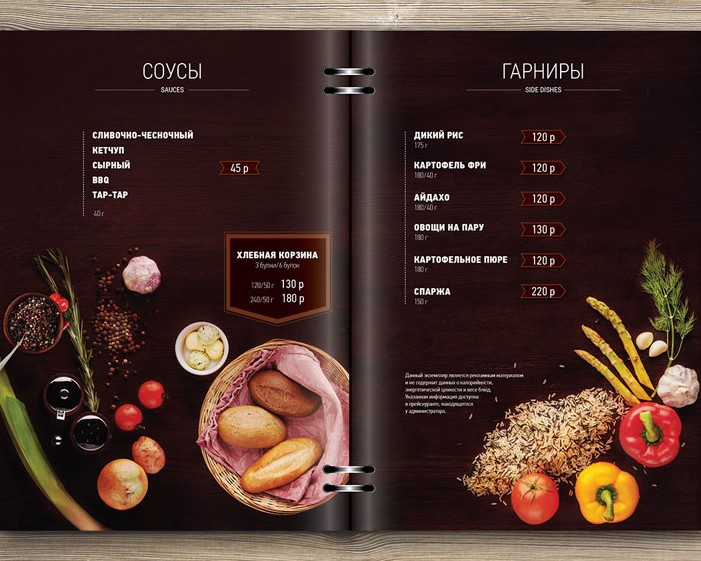 СОУСЫ
SAUCES
СЛИВОЧНО-ЧЕСНОЧНЫЙ
КЕТЧУП
СЫРНЫЙ
45 р
BBQ
ТАР-ТАР
40 г
ХЛЕБНАЯ КОРЗИНА
3 булки/6 булок
120/50 г 130 р
240/50 г 180 р
ГАРНИРЫ
SIDE DISHES
ДИКИЙ РИС
120 р
175 г
КАРТОФЕЛЬ ФРИ
120 р
180/40 г
АЙДАХО
120 р
180/40 г
ОВОЩИ НА ПАРУ
130 р
180 г
КАРТОФЕЛЬНОЕ ПЮРЕ
120 р
180 г
СПАРЖА
220 р
150 г
Данный экземпляр является рекламным материалом
и не содержит данных о калорийности,
энергетической ценности и весе блюд.
Указанная информация доступна
в прейскуранте, находящегося
у администратора.